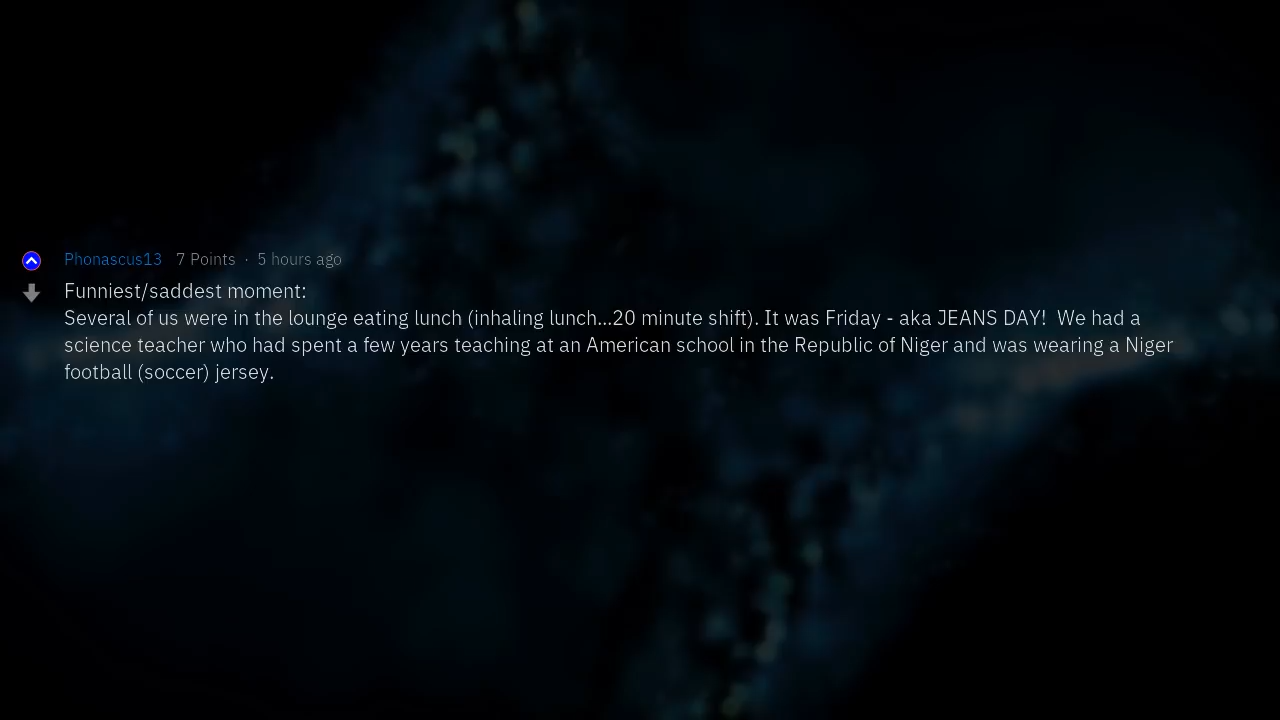 Phonascus13 7 Points · 5 hours ago
Funniest/saddest moment:
Several of us were in the lounge eating lunch (inhaling lunch...20 minute shift). It was Friday - aka JEANS DAY!  We had a
science teacher who had spent a few years teaching at an American school in the Republic of Niger and was wearing a Niger
football (soccer) jersey.